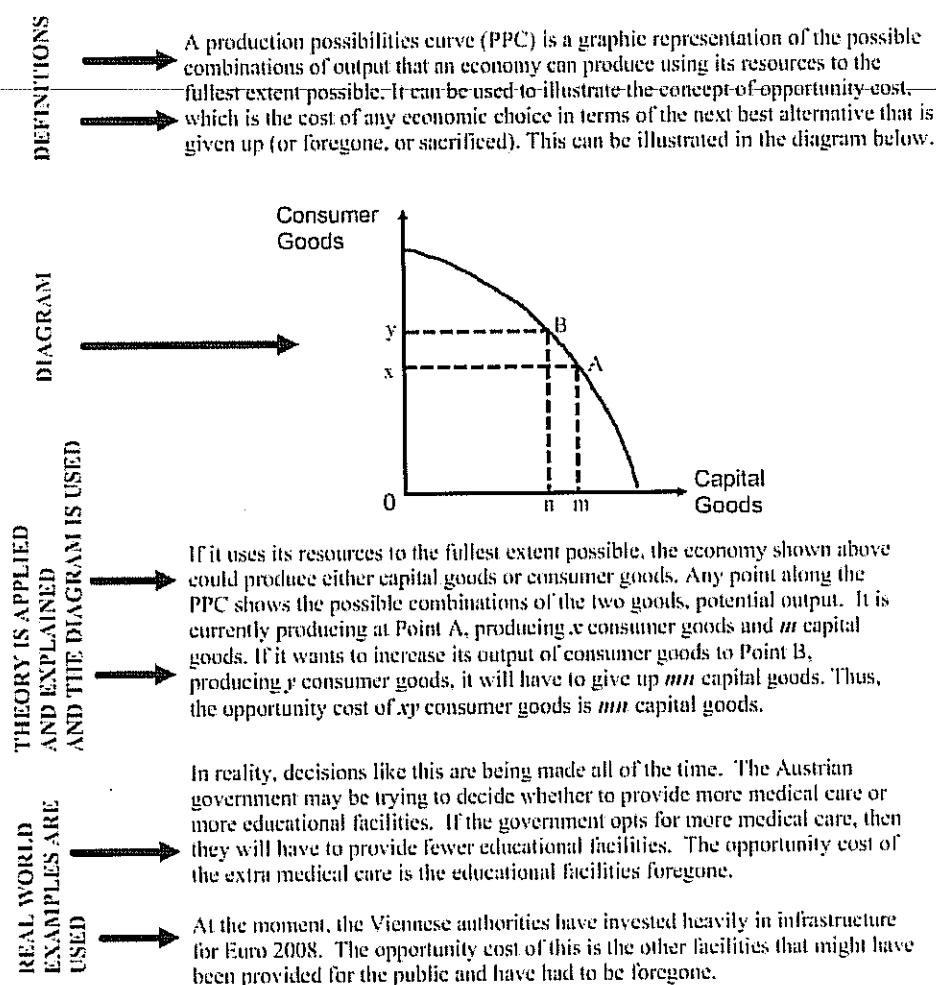 DEFINITIONS
A production possibilities curve (PPC) is a graphic representation of the possible
combinations of output that an economy can produce using its resources to the
fullest extent possible. It can be used to illustrate the concept of opportunity cost,
which is the cost of any economic choice in terms of the next best alternative that is
given up (or foregone, or sacrificed). This can be illustrated in the diagram below.
DIAGRAM
Consumer
Goods
y
B
x
A
0
n
m
Capital
Goods
THEORY IS APPLIED
AND EXPLAINED
AND THE DIAGRAM IS USED
If it uses its resources to the fullest extent possible, the economy shown above
could produce either capital goods or consumer goods. Any point along the
PPC shows the possible combinations of the two goods, potential output. It is
currently producing at Point A, producing x consumer goods and m capital
goods. If it wants to increase its output of consumer goods to Point B,
producing y consumer goods, it will have to give up mn capital goods. Thus,
the opportunity cost of xy consumer goods is mn capital goods.
REAL WORLD
EXAMPLES ARE
USED
In reality, decisions like this are being made all of the time. The Austrian
government may be trying to decide whether to provide more medical care or
more educational facilities. If the government opts for more medical care, then
they will have to provide fewer educational facilities. The opportunity cost of
the extra medical care is the educational facilities foregone.
At the moment, the Viennese authorities have invested heavily in infrastructure
for Euro 2008. The opportunity cost of this is the other facilities that might have
been provided for the public and have had to be foregone.